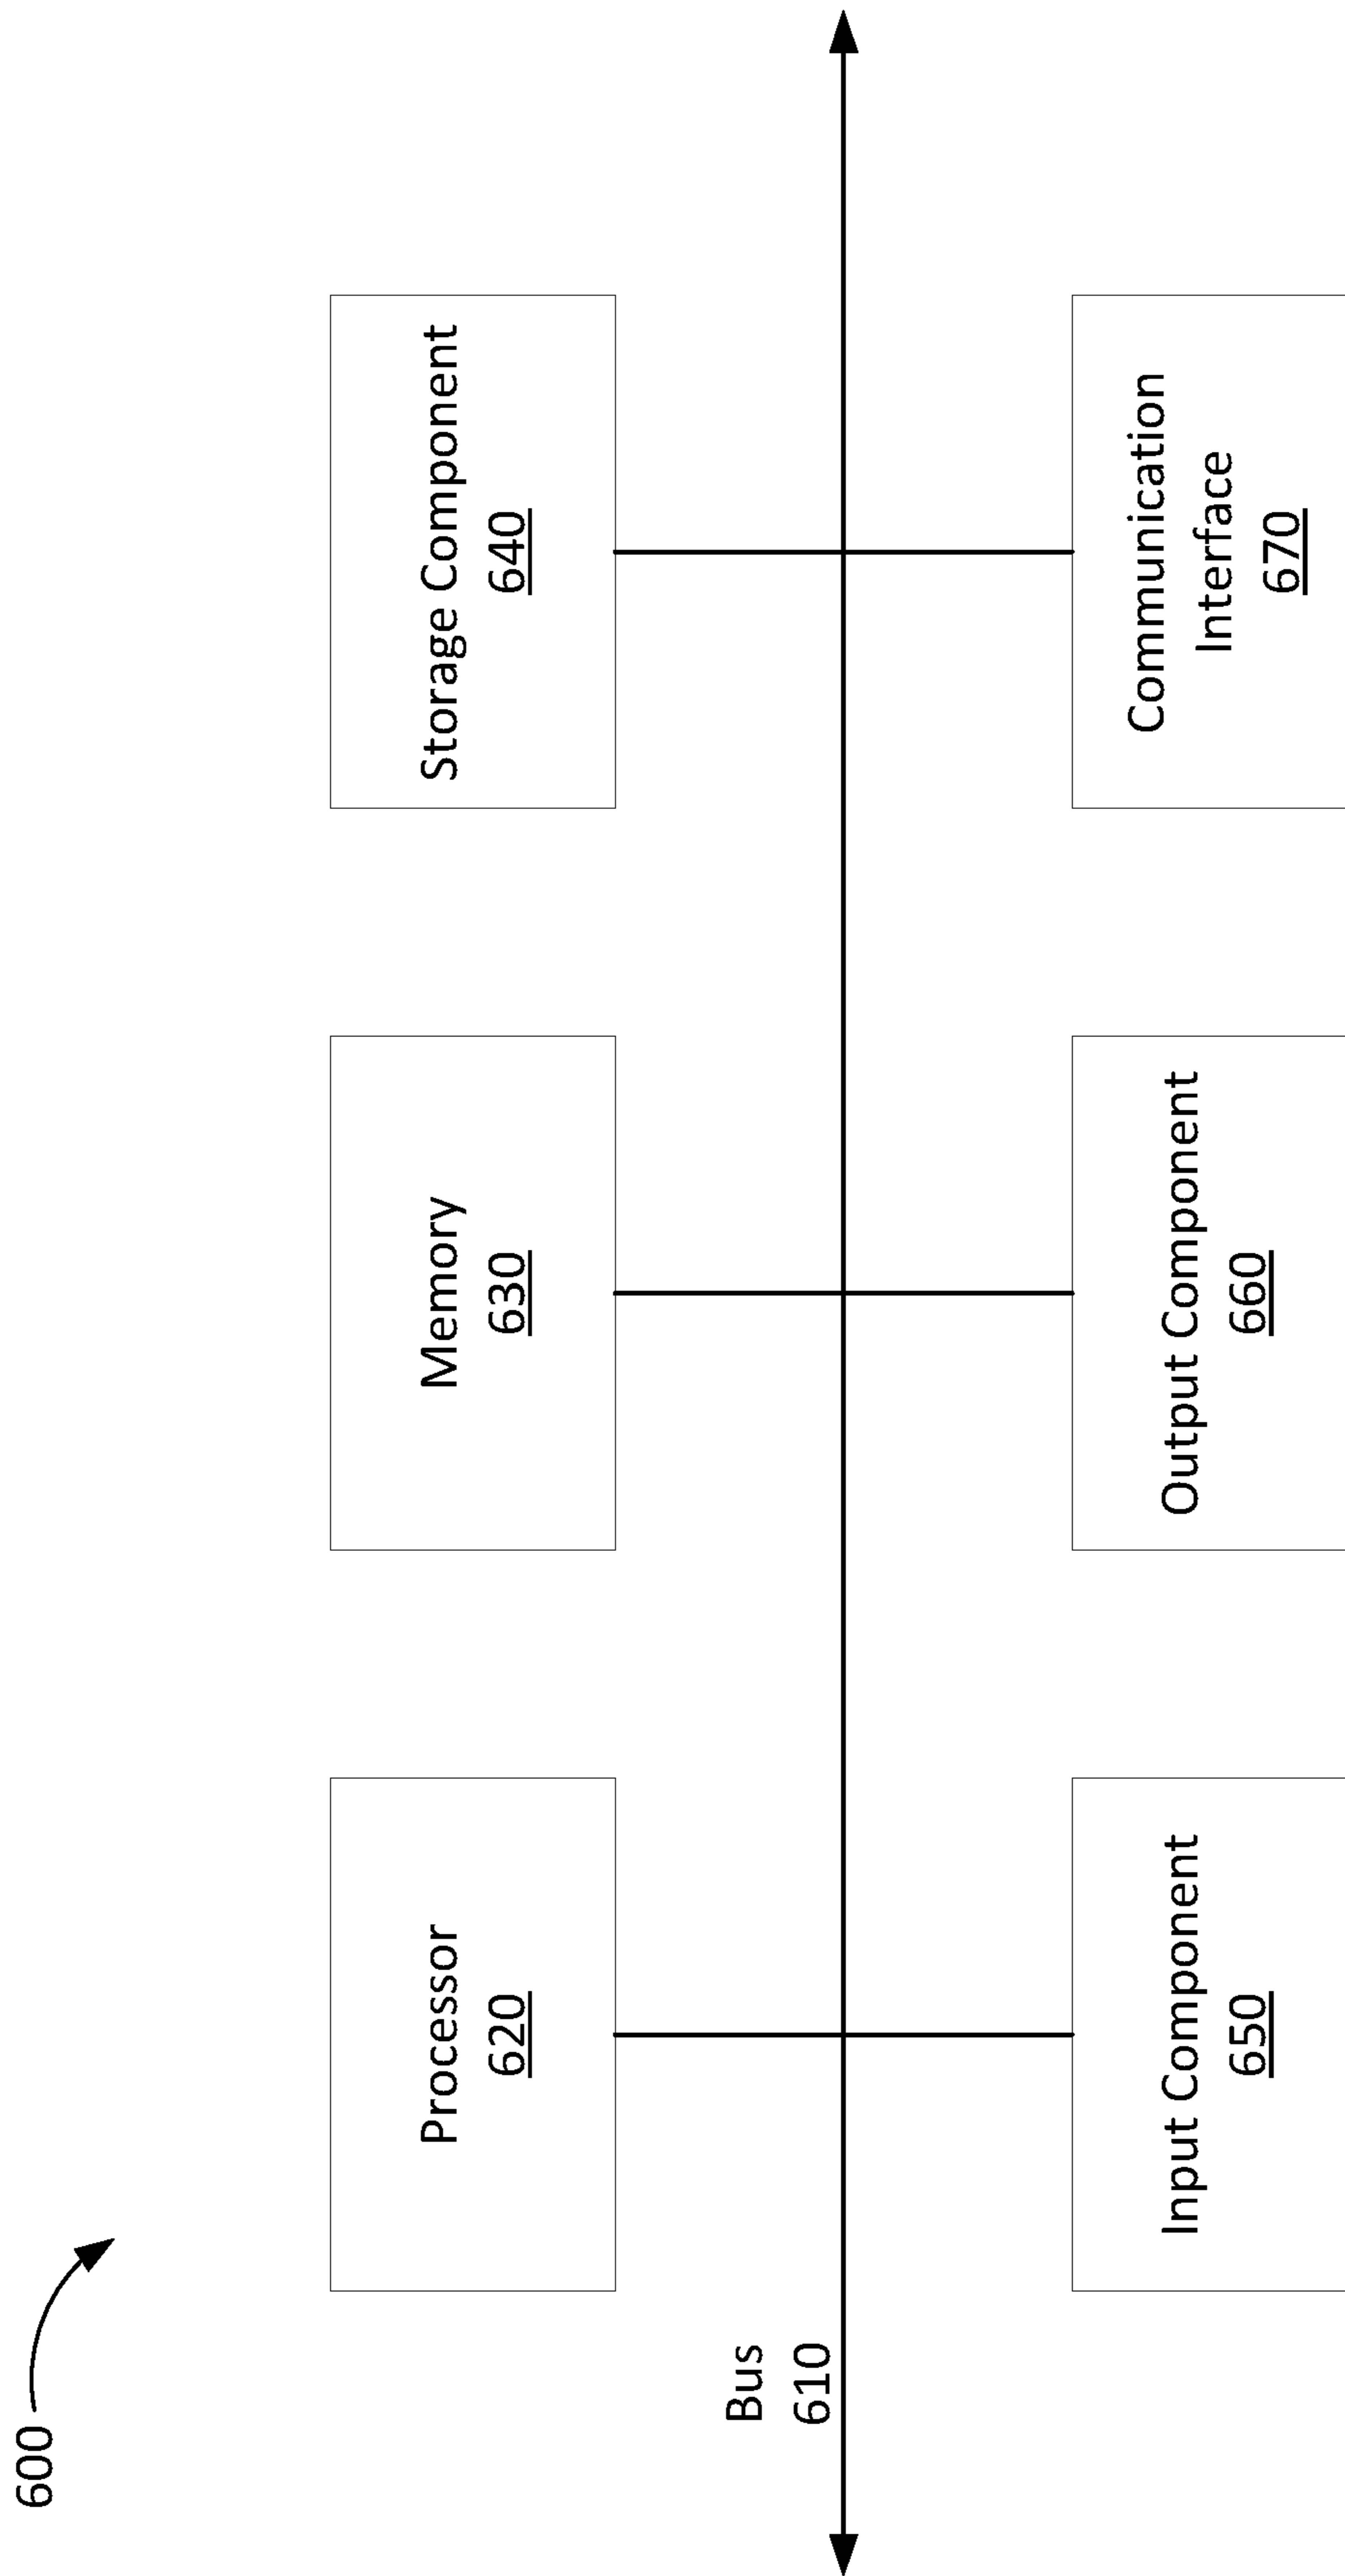 600
Processor
620
Memory
630
Storage Component
640
Bus
610
Input Component
650
Output Component
660
Communication
Interface
670